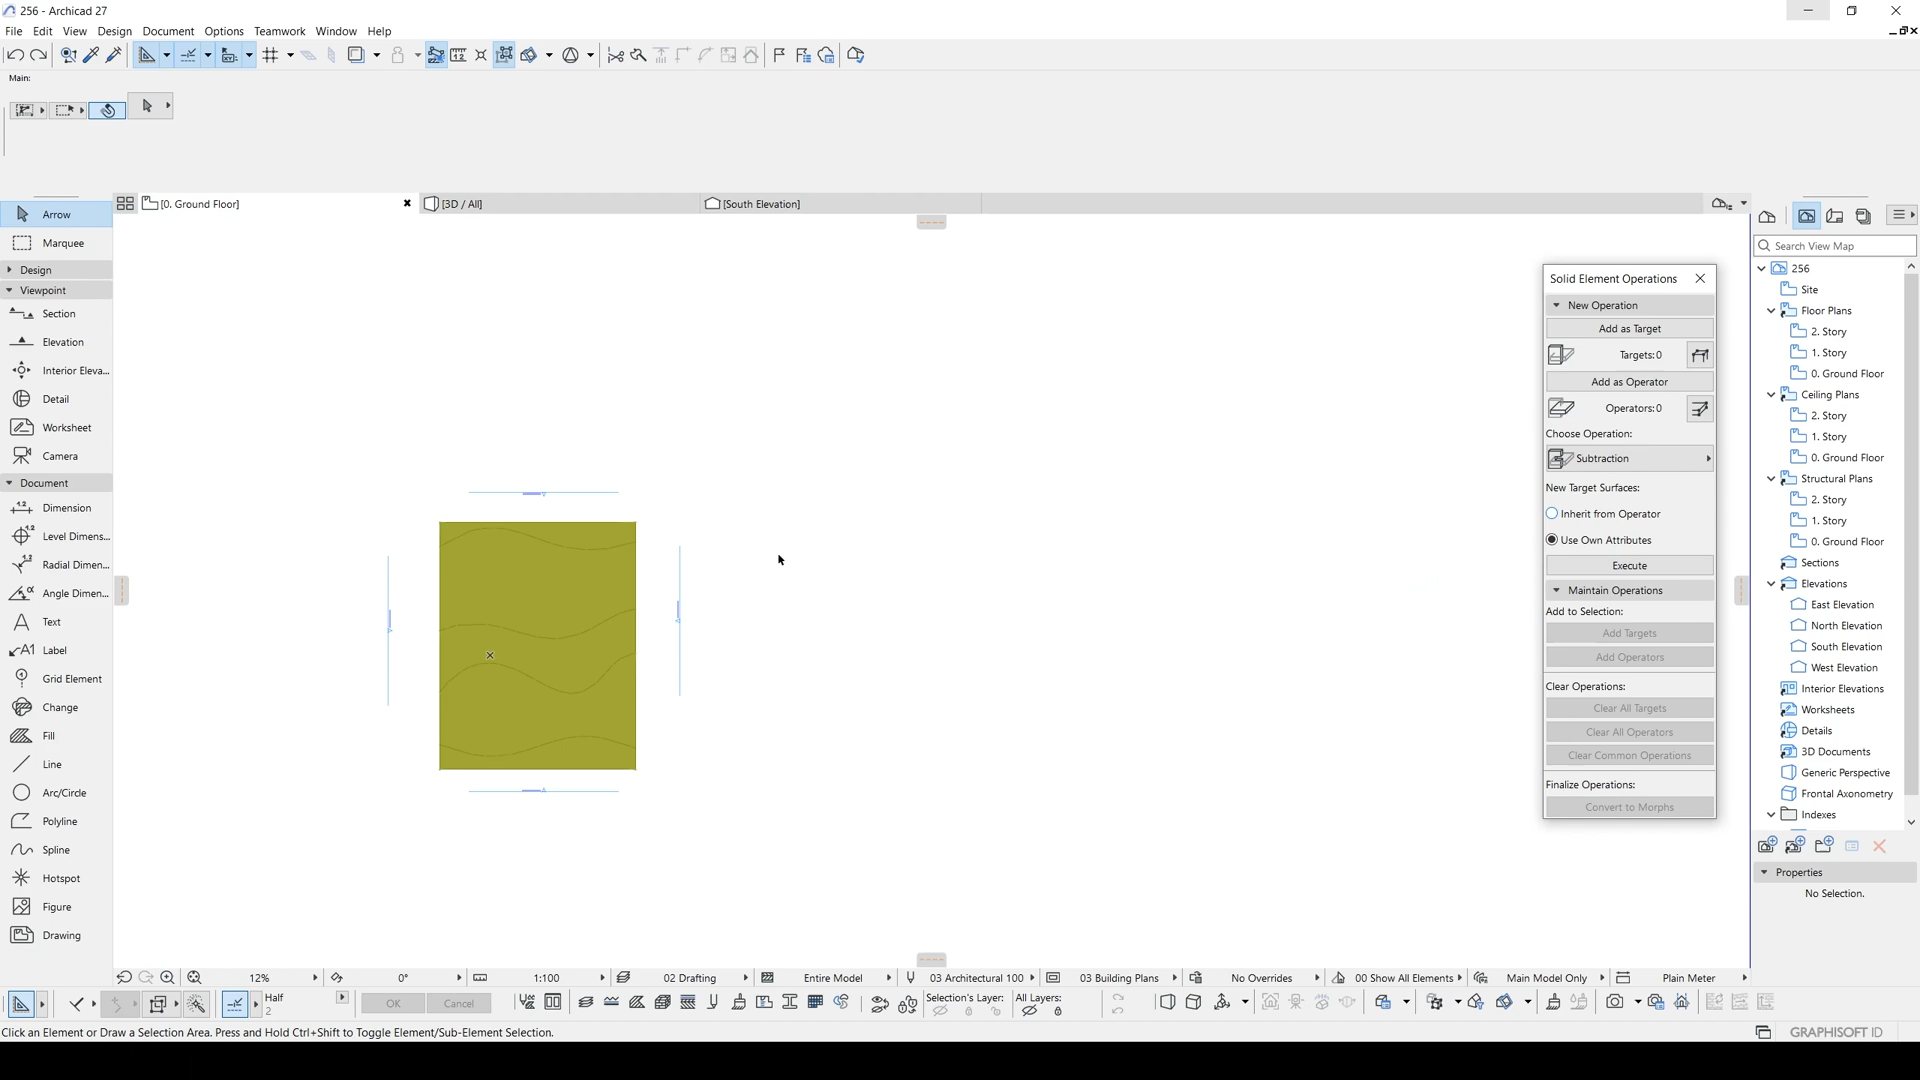 256 - Archicad 27
File Edit View Design Document Options Teamwork Window Help
Main:
[0. Ground Floor] [3D / All] [South Elevation]
Arrow
Marquee
Design
Viewpoint
Section
Elevation
Interior Eleva...
Detail
Worksheet
Camera
Document
Dimension
Level Dimens...
Radial Dimen...
Angle Dimen...
Text
Label
Grid Element
Change
Fill
Line
Arc/Circle
Polyline
Spline
Hotspot
Figure
Drawing
Solid Element Operations
New Operation
Add as Target
Targets:0
Add as Operator
Operators:0
Choose Operation:
Subtraction
New Target Surfaces:
Inherit from Operator
Use Own Attributes
Execute
Maintain Operations
Add to Selection:
Add Targets
Add Operators
Clear Operations:
Clear All Targets
Clear All Operators
Clear Common Operations
Finalize Operations:
Convert to Morphs
Search View Map
256
Site
Floor Plans
2. Story
1. Story
0. Ground Floor
Ceiling Plans
2. Story
1. Story
0. Ground Floor
Structural Plans
2. Story
1. Story
0. Ground Floor
Sections
Elevations
East Elevation
North Elevation
South Elevation
West Elevation
Interior Elevations
Worksheets
Details
3D Documents
Generic Perspective
Frontal Axonometry
Indexes
Properties
No Selection.
12% 0° 1:100 02 Drafting Entire Model 03 Architectural 100 03 Building Plans No Overrides 00 Show All Elements Main Model Only Plain Meter
Half
2
OK Cancel
Selection's Layer: All Layers:
Click an Element or Draw a Selection Area. Press and Hold Ctrl+Shift to Toggle Element/Sub-Element Selection.
GRAPHISOFT ID